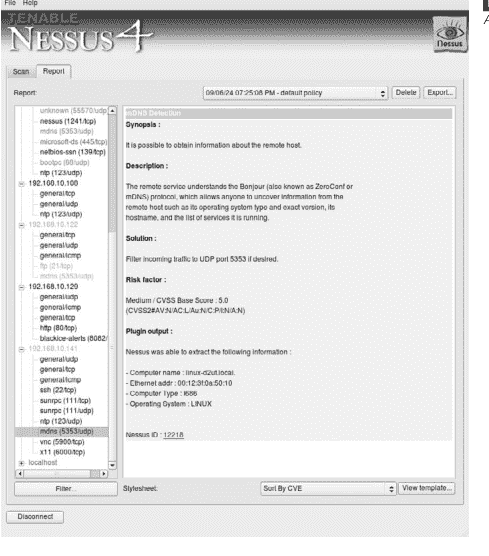 File Help
TENABLE
NESSUS 4
Nessus
Scan Report
Report: 09/06/24 07:25:08 PM - default policy Delete Export...
unknown (55570/udp)
nessus (1241/tcp)
mdns (5353/udp)
microsoft-ds (445/tcp)
netbios-ssn (139/tcp)
bootpc (68/udp)
ntp (123/udp)
192.168.10.100
general/tcp
general/udp
ntp (123/udp)
192.168.10.122
general/tcp
general/udp
general/icmp
ftp (21/tcp)
mdns (5353/udp)
192.168.10.129
general/udp
general/icmp
general/tcp
http (80/tcp)
blackice-alerts (8082/
192.168.10.141
general/udp
general/tcp
general/icmp
ssh (22/tcp)
sunrpc (111/tcp)
sunrpc (111/udp)
ntp (123/udp)
mdns (5353/udp)
vnc (5900/tcp)
x11 (6000/tcp)
localhost
Filter...
mDNS Detection
Synopsis :
It is possible to obtain information about the remote host.
Description :
The remote service understands the Bonjour (also known as ZeroConf or
mDNS) protocol, which allows anyone to uncover information from the
remote host such as its operating system type and exact version, its
hostname, and the list of services it is running.
Solution :
Filter incoming traffic to UDP port 5353 if desired.
Risk factor :
Medium / CVSS Base Score : 5.0
(CVSS2#AV:N/AC:L/Au:N/C:P/I:N/A:N)
Plugin output :
Nessus was able to extract the following information :
- Computer name : linux-d2ut.local.
- Ethernet addr : 00:12:3f:0a:50:10
- Computer Type : I686
- Operating System : LINUX
Nessus ID : 12218
Stylesheet: Sort By CVE View template...
Disconnect